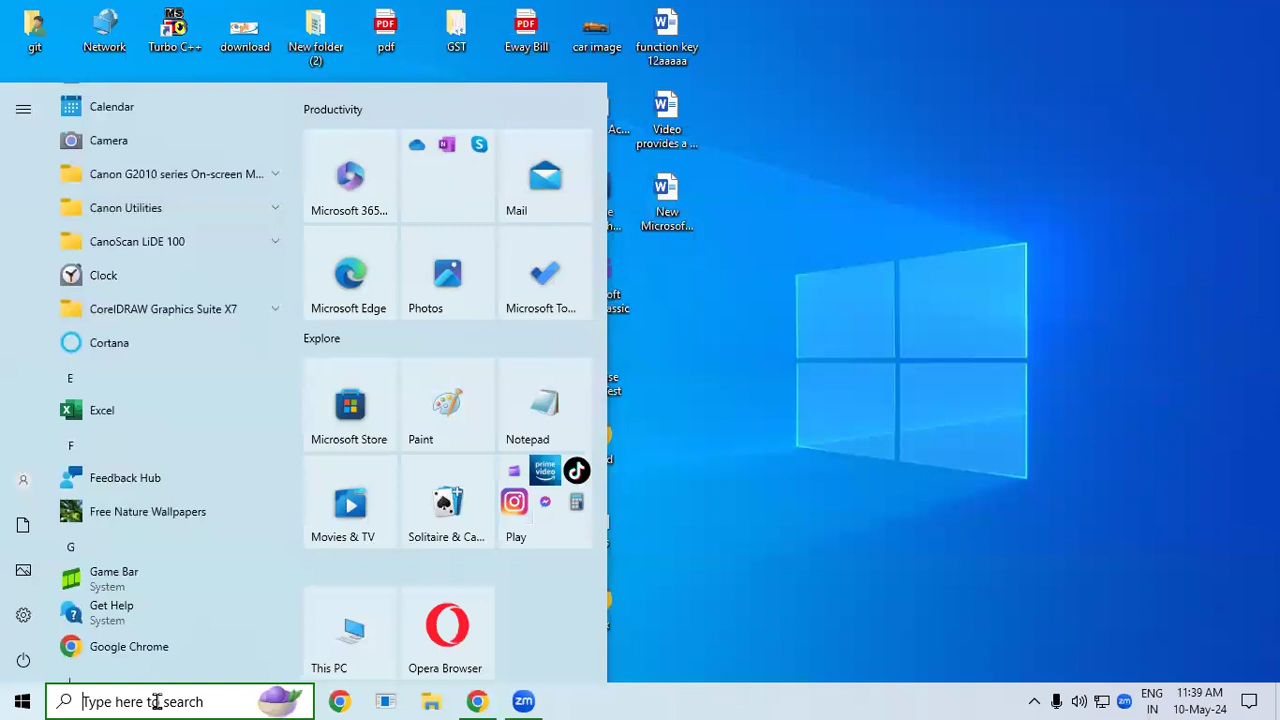 git
Network
Turbo C++
download
New folder
(2)
pdf
GST
Eway Bill
car image
function key
12aaaaa
Video
provides a ...
New
Microsof...
Calendar
Camera
Canon G2010 series On-screen M...
Canon Utilities
CanoScan LiDE 100
Clock
CorelDRAW Graphics Suite X7
Cortana
E
Excel
F
Feedback Hub
Free Nature Wallpapers
G
Game Bar
System
Get Help
System
Google Chrome
Productivity
Microsoft 365...
Mail
Microsoft Edge
Photos
Microsoft To...
Explore
Microsoft Store
Paint
Notepad
prime video
Movies & TV
Solitaire & Ca...
Play
This PC
Opera Browser
Type here to search
zm
ENG
IN
11:39 AM
10-May-24